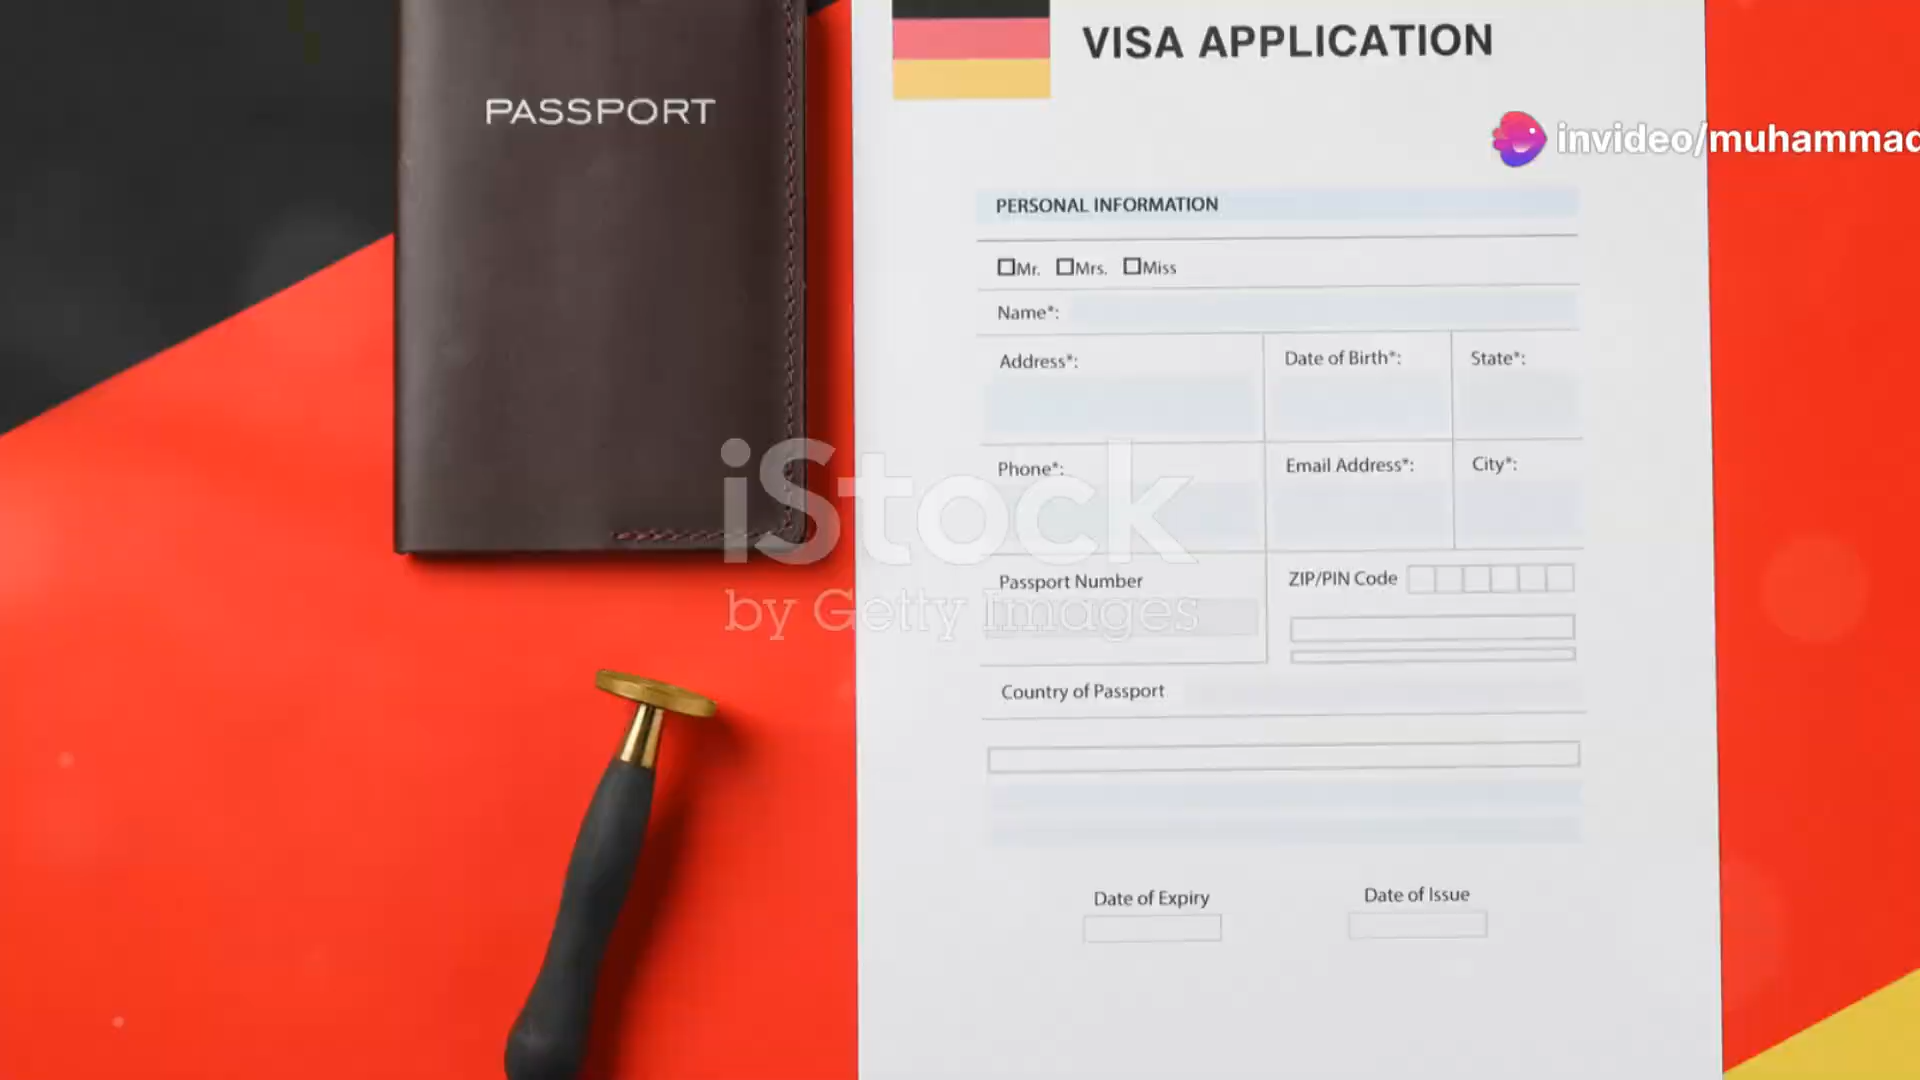 PASSPORT
VISA APPLICATION
invideo/muhammad
PERSONAL INFORMATION
Mr. Mrs. Miss
Name*:
Address*:
Date of Birth*:
State*:
Phone*:
Email Address*:
City*:
iStock
by Getty Images
Passport Number
ZIP/PIN Code
Country of Passport
Date of Expiry
Date of Issue